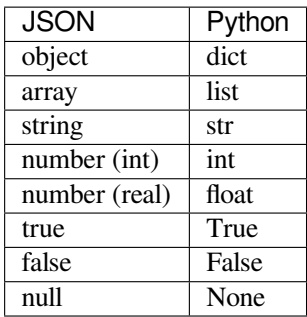 JSON Python
object dict
array list
string str
number (int) int
number (real) float
true True
false False
null None